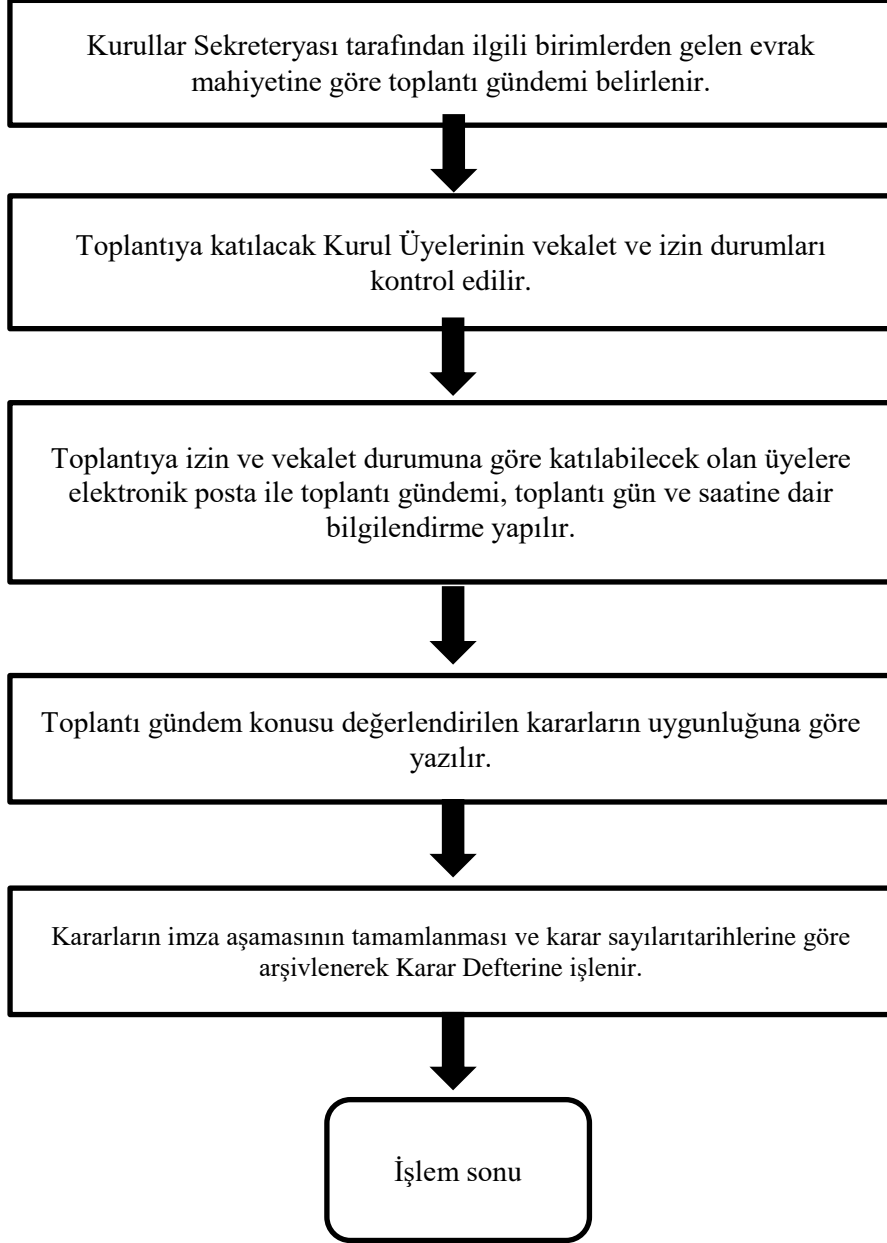 Kurullar Sekreteryası tarafından ilgili birimlerden gelen evrak
mahiyetine göre toplantı gündemi belirlenir.
Toplantıya katılacak Kurul Üyelerinin vekalet ve izin durumları
kontrol edilir.
Toplantıya izin ve vekalet durumuna göre katılabilecek olan üyelere
elektronik posta ile toplantı gündemi, toplantı gün ve saatine dair
bilgilendirme yapılır.
Toplantı gündem konusu değerlendirilen kararların uygunluğuna göre
yazılır.
Kararların imza aşamasının tamamlanması ve karar sayılarıtarihlerine göre
arşivlenerek Karar Defterine işlenir.
İşlem sonu